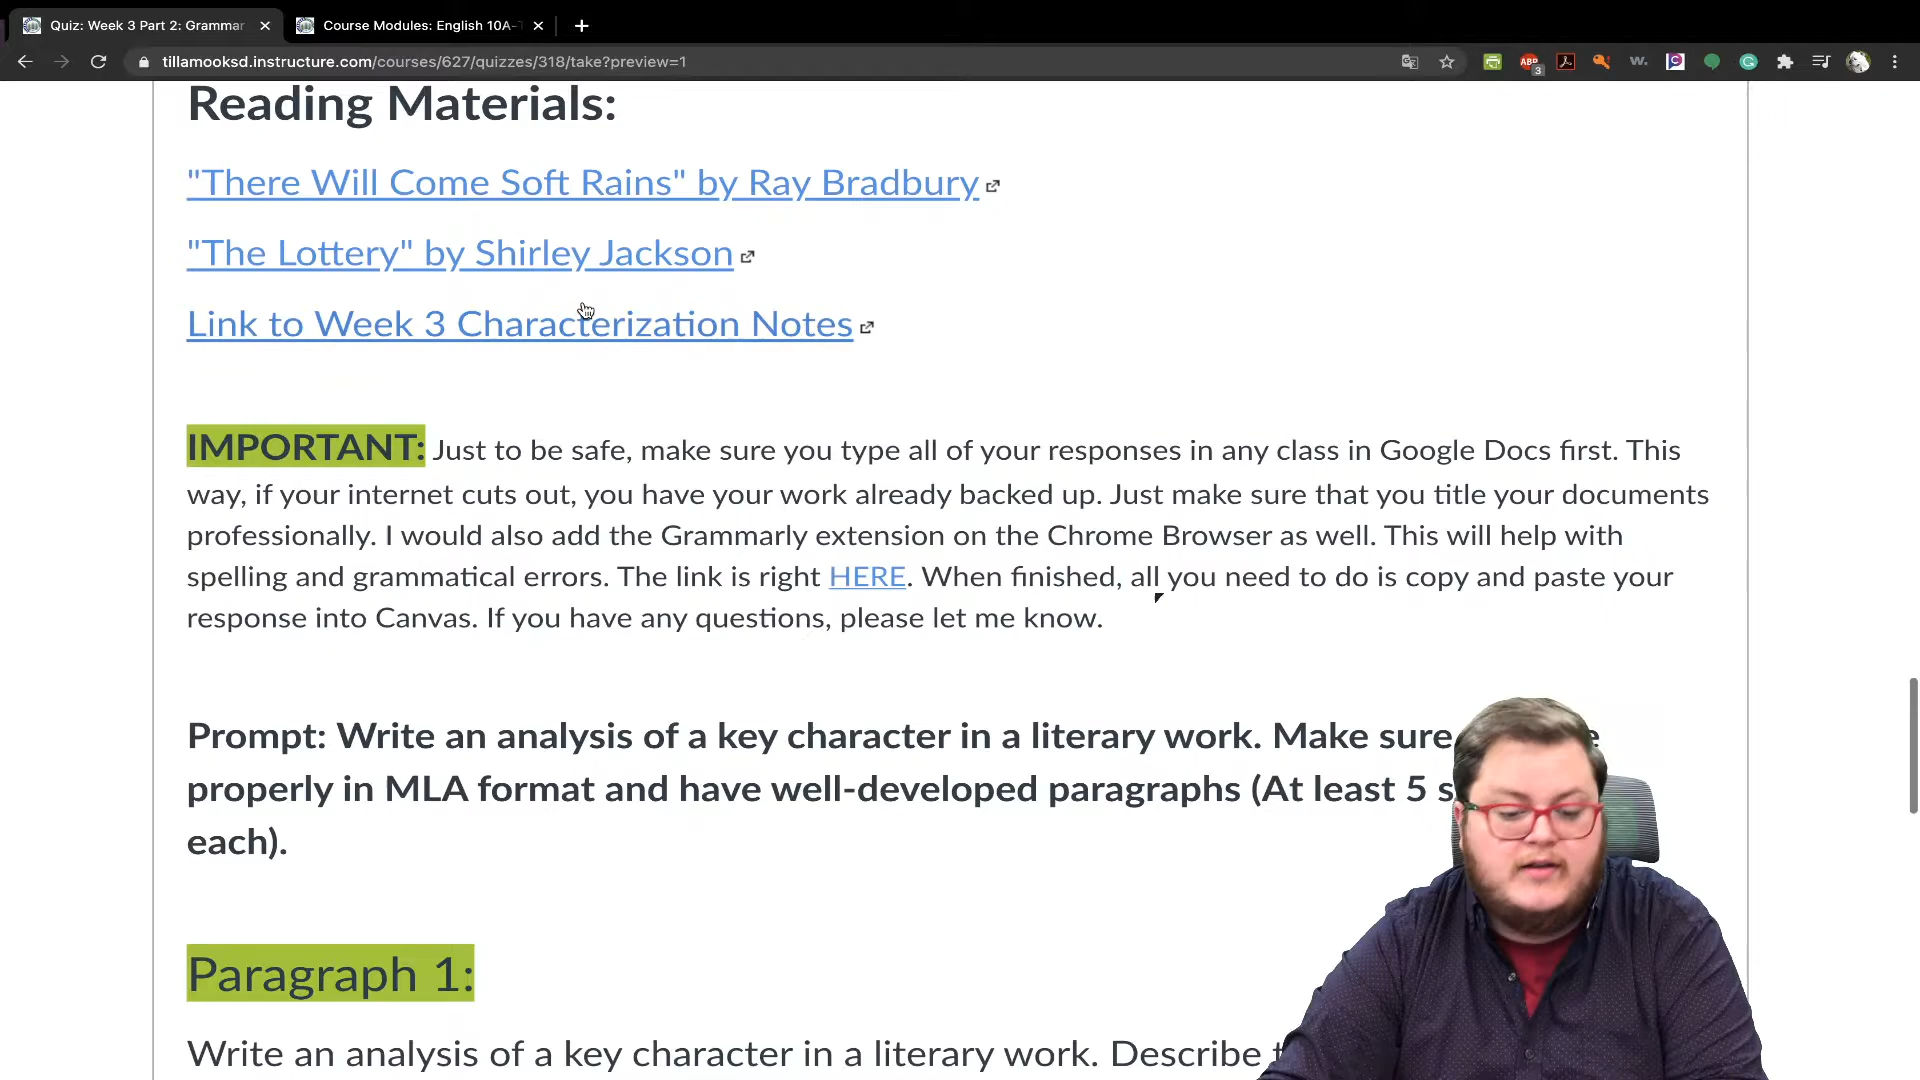 Quiz: Week 3 Part 2: Grammar
Course Modules: English 10A-
tillamooksd.instructure.com/courses/627/quizzes/318/take?preview=1
ABP
3
w.
Reading Materials:
"There Will Come Soft Rains" by Ray Bradbury
"The Lottery" by Shirley Jackson
Link to Week 3 Characterization Notes
IMPORTANT: Just to be safe, make sure you type all of your responses in any class in Google Docs first. This
way, if your internet cuts out, you have your work already backed up. Just make sure that you title your documents
professionally. I would also add the Grammarly extension on the Chrome Browser as well. This will help with
spelling and grammatical errors. The link is right HERE. When finished, all you need to do is copy and paste your
response into Canvas. If you have any questions, please let me know.
Prompt: Write an analysis of a key character in a literary work. Make sure
properly in MLA format and have well-developed paragraphs (At least 5 s
each).
Paragraph 1:
Write an analysis of a key character in a literary work. Describe